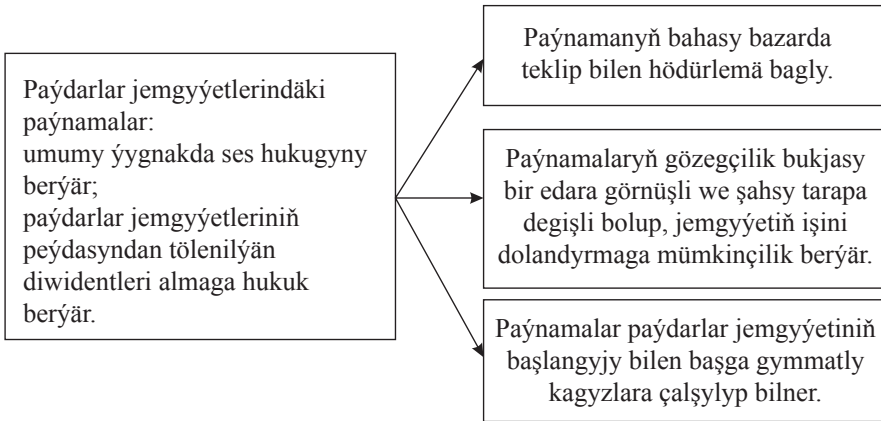 Paýdarlar jemgyýetlerindäki
paýnamalar:
umumy ýygnakda ses hukugyny
berýär;
paýdarlar jemgyýetleriniň
peýdasyndan tölenilýän
diwidentleri almaga hukuk
berýär.
Paýnamanyň bahasy bazarda
teklip bilen hödürlemä bagly.
Paýnamalaryň gözegçilik bukjasy
bir edara görnüşli we şahsy tarapa
degişli bolup, jemgyýetiň işini
dolandyrmaga mümkinçilik berýär.
Paýnamalar paýdarlar jemgyýetiniň
başlangyjy bilen başga gymmatly
kagyzlara çalşylyp bilner.